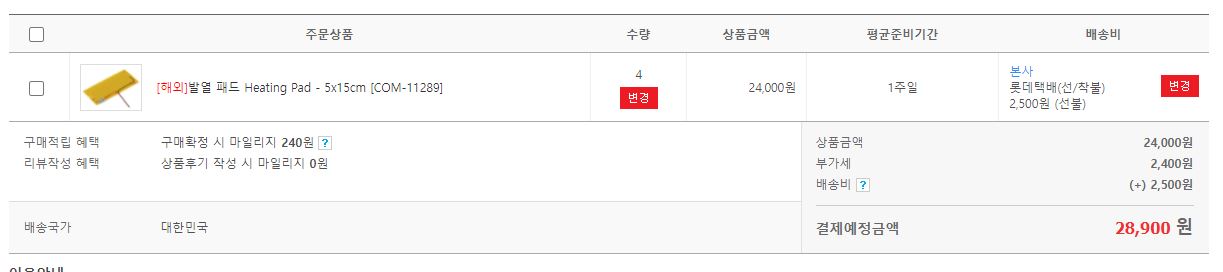 주문상품 수량 상품금액 평균준비기간 배송비
[해외]발열 패드 Heating Pad - 5x15cm [COM-11289]
4
변경
24,000원
1주일
본사
롯데택배(선/착불)
2,500원 (선불)
변경
구매적립 혜택 구매확정 시 마일리지 240원 ?
리뷰작성 혜택 상품후기 작성 시 마일리지 0원
배송국가 대한민국
상품금액 24,000원
부가세 2,400원
배송비 ? (+) 2,500원
결제예정금액 28,900 원